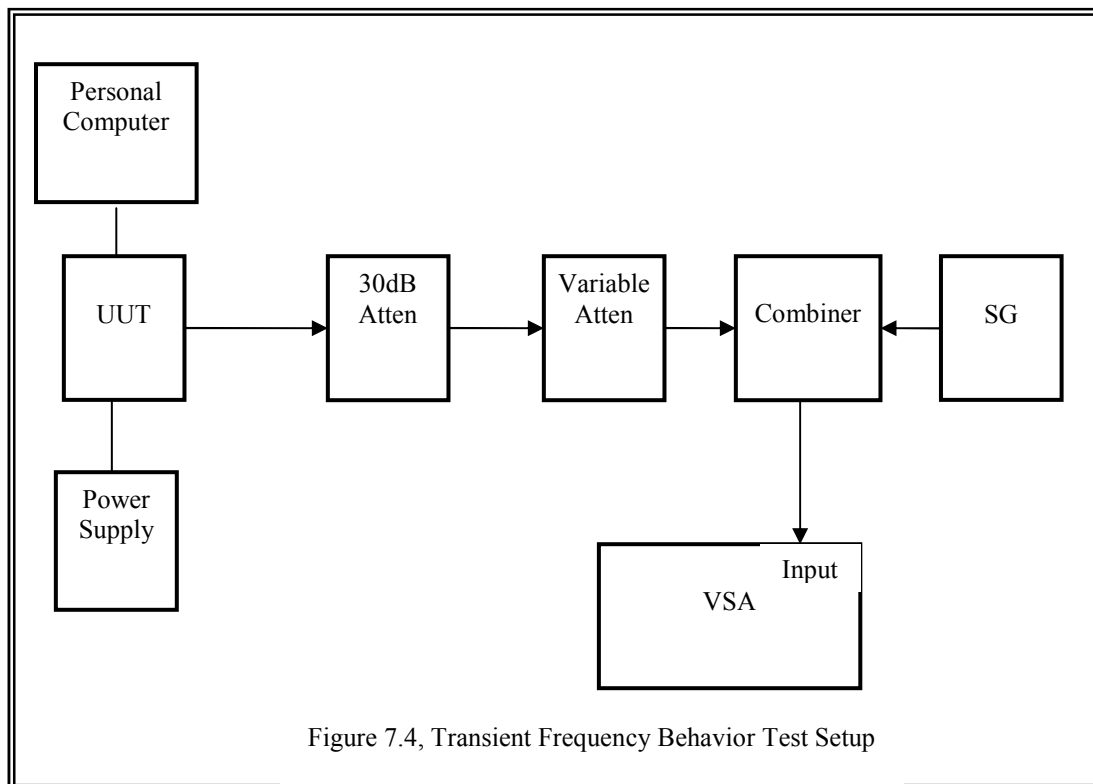 Personal
Computer
UUT
30dB
Atten
Variable
Atten
Combiner
SG
Power
Supply
Input
VSA
Figure 7.4, Transient Frequency Behavior Test Setup